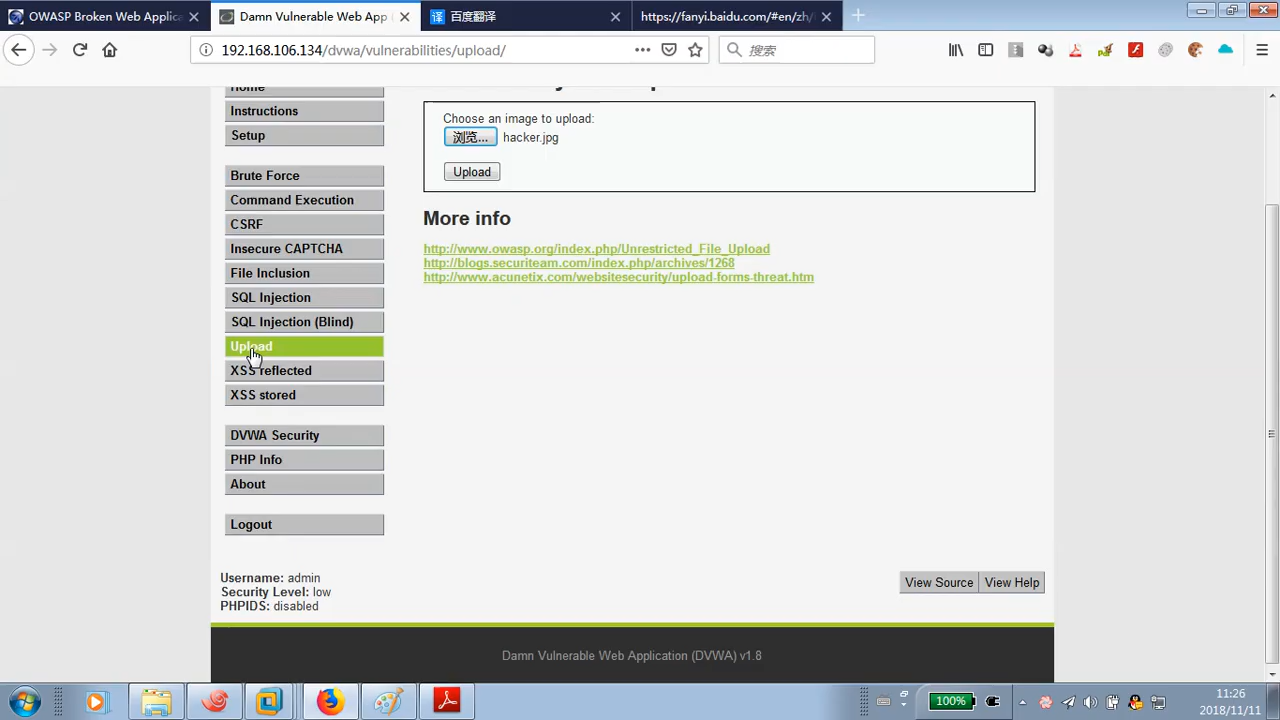 OWASP Broken Web Applica
Damn Vulnerable Web App (
百度翻译
https://fanyi.baidu.com/#en/zh/
192.168.106.134/dvwa/vulnerabilities/upload/
搜索
Home
Instructions
Setup
Brute Force
Command Execution
CSRF
Insecure CAPTCHA
File Inclusion
SQL Injection
SQL Injection (Blind)
Upload
XSS reflected
XSS stored
DVWA Security
PHP Info
About
Logout
Choose an image to upload:
浏览... hacker.jpg
Upload
More info
http://www.owasp.org/index.php/Unrestricted_File_Upload
http://blogs.securiteam.com/index.php/archives/1268
http://www.acunetix.com/websitesecurity/upload-forms-threat.htm
Username: admin
Security Level: low
PHPIDS: disabled
View Source
View Help
Damn Vulnerable Web Application (DVWA) v1.8
100%
11:26
2018/11/11